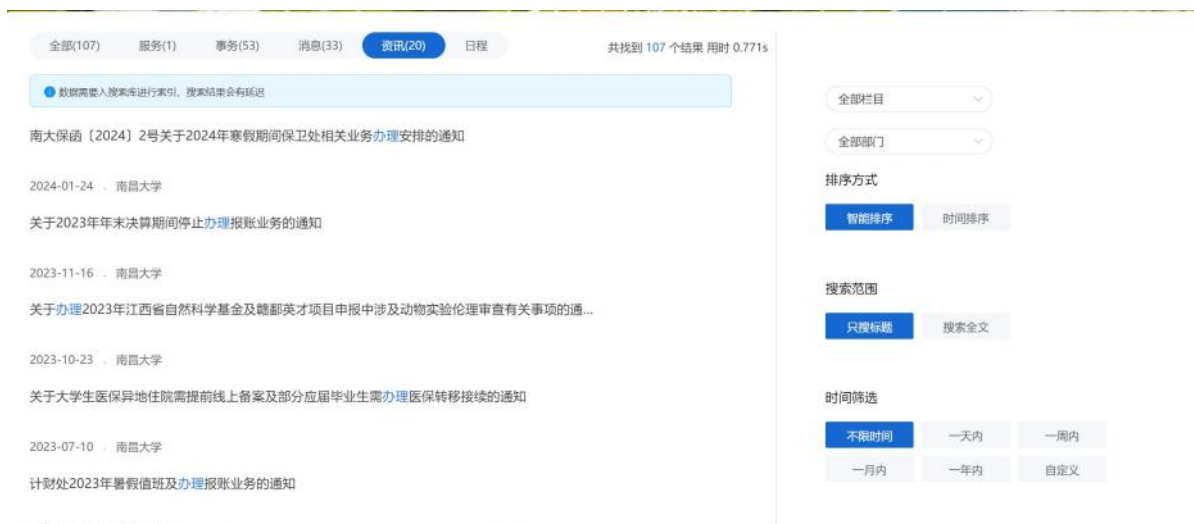 全部(107) 服务(1) 事务(53) 消息(33) 资讯(20) 日程 共找到 107 个结果 用时 0.771s
数据需要入搜索库进行索引，搜索结果会有延迟
南大保函〔2024〕2号关于2024年寒假期间保卫处相关业务办理安排的通知
2024-01-24 . 南昌大学
关于2023年年末决算期间停止办理报账业务的通知
2023-11-16 . 南昌大学
关于办理2023年江西省自然科学基金及赣鄱英才项目申报中涉及动物实验伦理审查有关事项的通...
2023-10-23 . 南昌大学
关于大学生医保异地住院需提前线上备案及部分应届毕业生需办理医保转移接续的通知
2023-07-10 . 南昌大学
计财处2023年暑假值班及办理报账业务的通知
全部栏目
全部部门
排序方式
智能排序 时间排序
搜索范围
只搜标题 搜索全文
时间筛选
不限时间 一天内 一周内
一月内 一年内 自定义